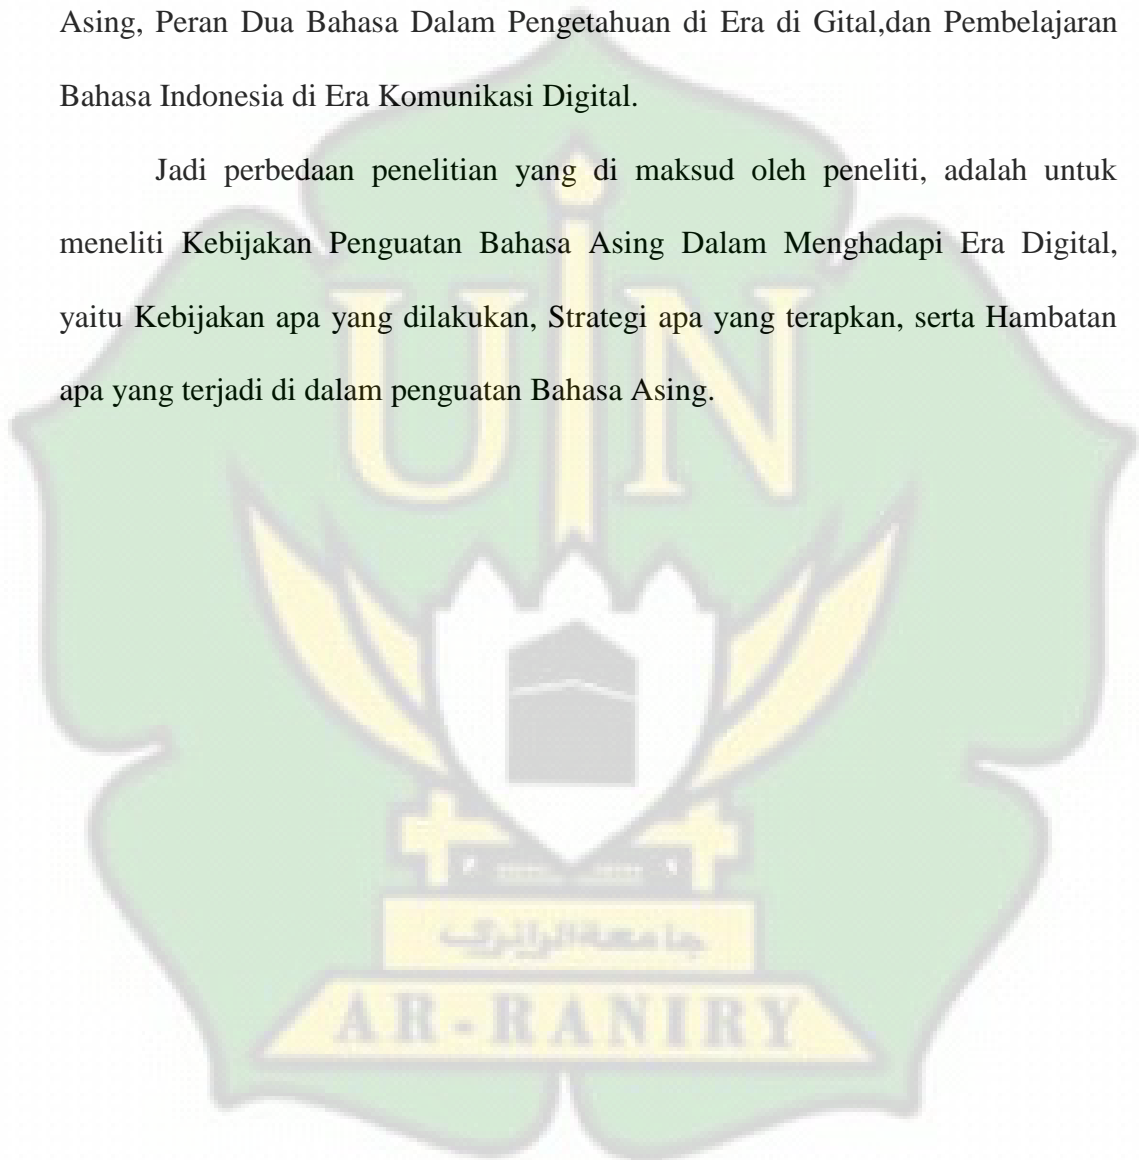 Asing, Peran Dua Bahasa Dalam Pengetahuan di Era di Gital,dan Pembelajaran
Bahasa Indonesia di Era Komunikasi Digital.
Jadi perbedaan penelitian yang di maksud oleh peneliti, adalah untuk
meneliti Kebijakan Penguatan Bahasa Asing Dalam Menghadapi Era Digital,
yaitu Kebijakan apa yang dilakukan, Strategi apa yang terapkan, serta Hambatan
apa yang terjadi di dalam penguatan Bahasa Asing.
UIN
جامعة الرانري
AR-RANIRY